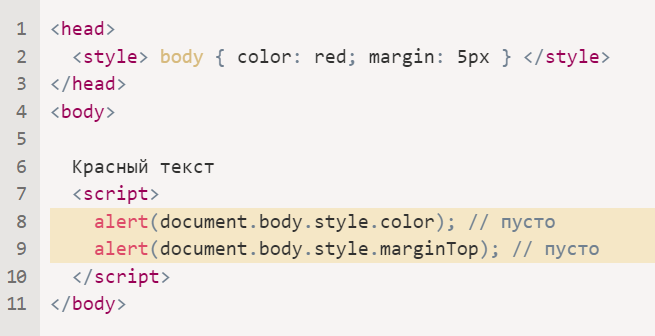 1 <head>
2   <style> body { color: red; margin: 5px } </style>
3 </head>
4 <body>
5
6   Красный текст
7   <script>
8     alert(document.body.style.color); // пусто
9     alert(document.body.style.marginTop); // пусто
10   </script>
11 </body>